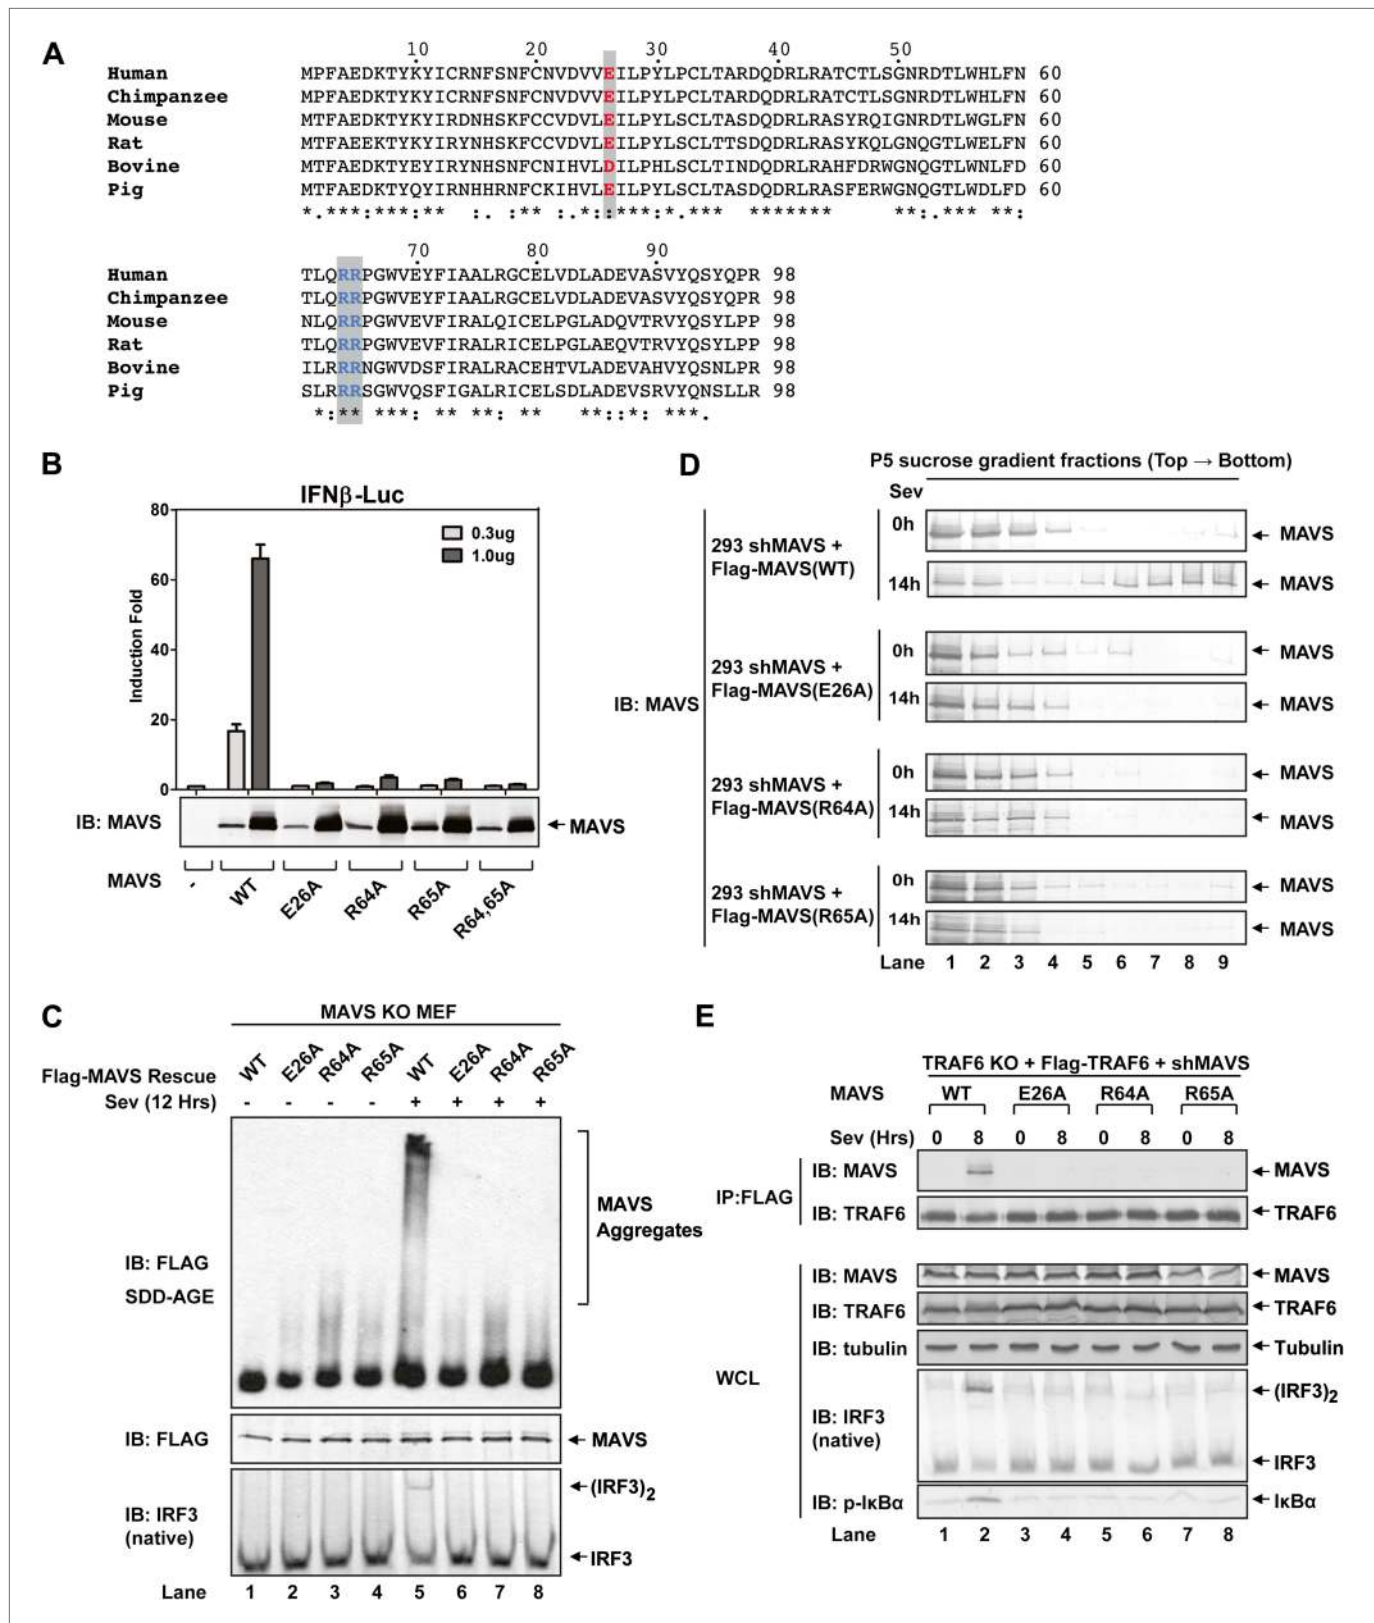 A
10 20 30 40 50
Human MPFAEDKTYKYICRNFSNFCNVDVVEILPYLPCLTARDQDRLRATCTLSGNRDTLWHLFN 60
Chimpanzee MPFAEDKTYKYICRNFSNFCNVDVVEILPYLPCLTARDQDRLRATCTLSGNRDTLWHLFN 60
Mouse MTFAEDKTYKYIRYNHSKFCCVDVLEILPYLSCLTASDQDRLRASYRQIGNRDTLWGLFN 60
Rat MTFAEEKTYKYIRYNHSKFCCVDVLEILPYLSCLTTSDQDRLRASYKQLGNQGTLWELFN 60
Bovine MTFAEDKTYEYIRYNHSKFCNIHVLDILPHLSCLTINDQDRLRAHFDRWGNQGTLWNLFD 60
Pig MTFAEDKTYQYIRNHHRNFCKIHVLEILPYLSCLTASDQDRLRASFERWGNQGTLWDLFD 60
70 80 90
Human TLQRRPGWVEYFIAALRGCELVDLADEVASVYQSYQPR 98
Chimpanzee TLQRRPGWVEYFIAALRGCELVDLADEVASVYQSYQPR 98
Mouse NLQRRPGWVEVFIRALQICELPGLADQVTRVYQSYLPP 98
Rat TLQRRPGWVEVFIRALRICELPGLAEQVTRVYQSYLPP 98
Bovine ILRRRNGWVDSFIRALRACEHTVLADEVAHVYQSNLPR 98
Pig SLRRRSGWVQSFIGALRICELSDLADEVSRVYQNSLLR 98
B
IFNβ-Luc
80
60
40
20
0
Induction Fold
0.3ug
1.0ug
IB: MAVS ← MAVS
MAVS - WT E26A R64A R65A R64,65A
C
MAVS KO MEF
Flag-MAVS Rescue WT E26A R64A R65A WT E26A R64A R65A
Sev (12 Hrs) - - - - + + + +
MAVS
Aggregates
IB: FLAG
SDD-AGE
IB: FLAG ← MAVS
← (IRF3)2
IB: IRF3
(native)
← IRF3
Lane 1 2 3 4 5 6 7 8
D
P5 sucrose gradient fractions (Top → Bottom)
Sev
IB: MAVS
293 shMAVS +
Flag-MAVS(WT)
0h ← MAVS
14h ← MAVS
293 shMAVS +
Flag-MAVS(E26A)
0h ← MAVS
14h ← MAVS
293 shMAVS +
Flag-MAVS(R64A)
0h ← MAVS
14h ← MAVS
293 shMAVS +
Flag-MAVS(R65A)
0h ← MAVS
14h ← MAVS
Lane 1 2 3 4 5 6 7 8 9
E
TRAF6 KO + Flag-TRAF6 + shMAVS
MAVS WT E26A R64A R65A
Sev (Hrs) 0 8 0 8 0 8 0 8
IP:FLAG
IB: MAVS ← MAVS
IB: TRAF6 ← TRAF6
WCL
IB: MAVS ← MAVS
IB: TRAF6 ← TRAF6
IB: tubulin ← Tubulin
← (IRF3)2
IB: IRF3
(native)
← IRF3
IB: p-IκBα ← IκBα
Lane 1 2 3 4 5 6 7 8